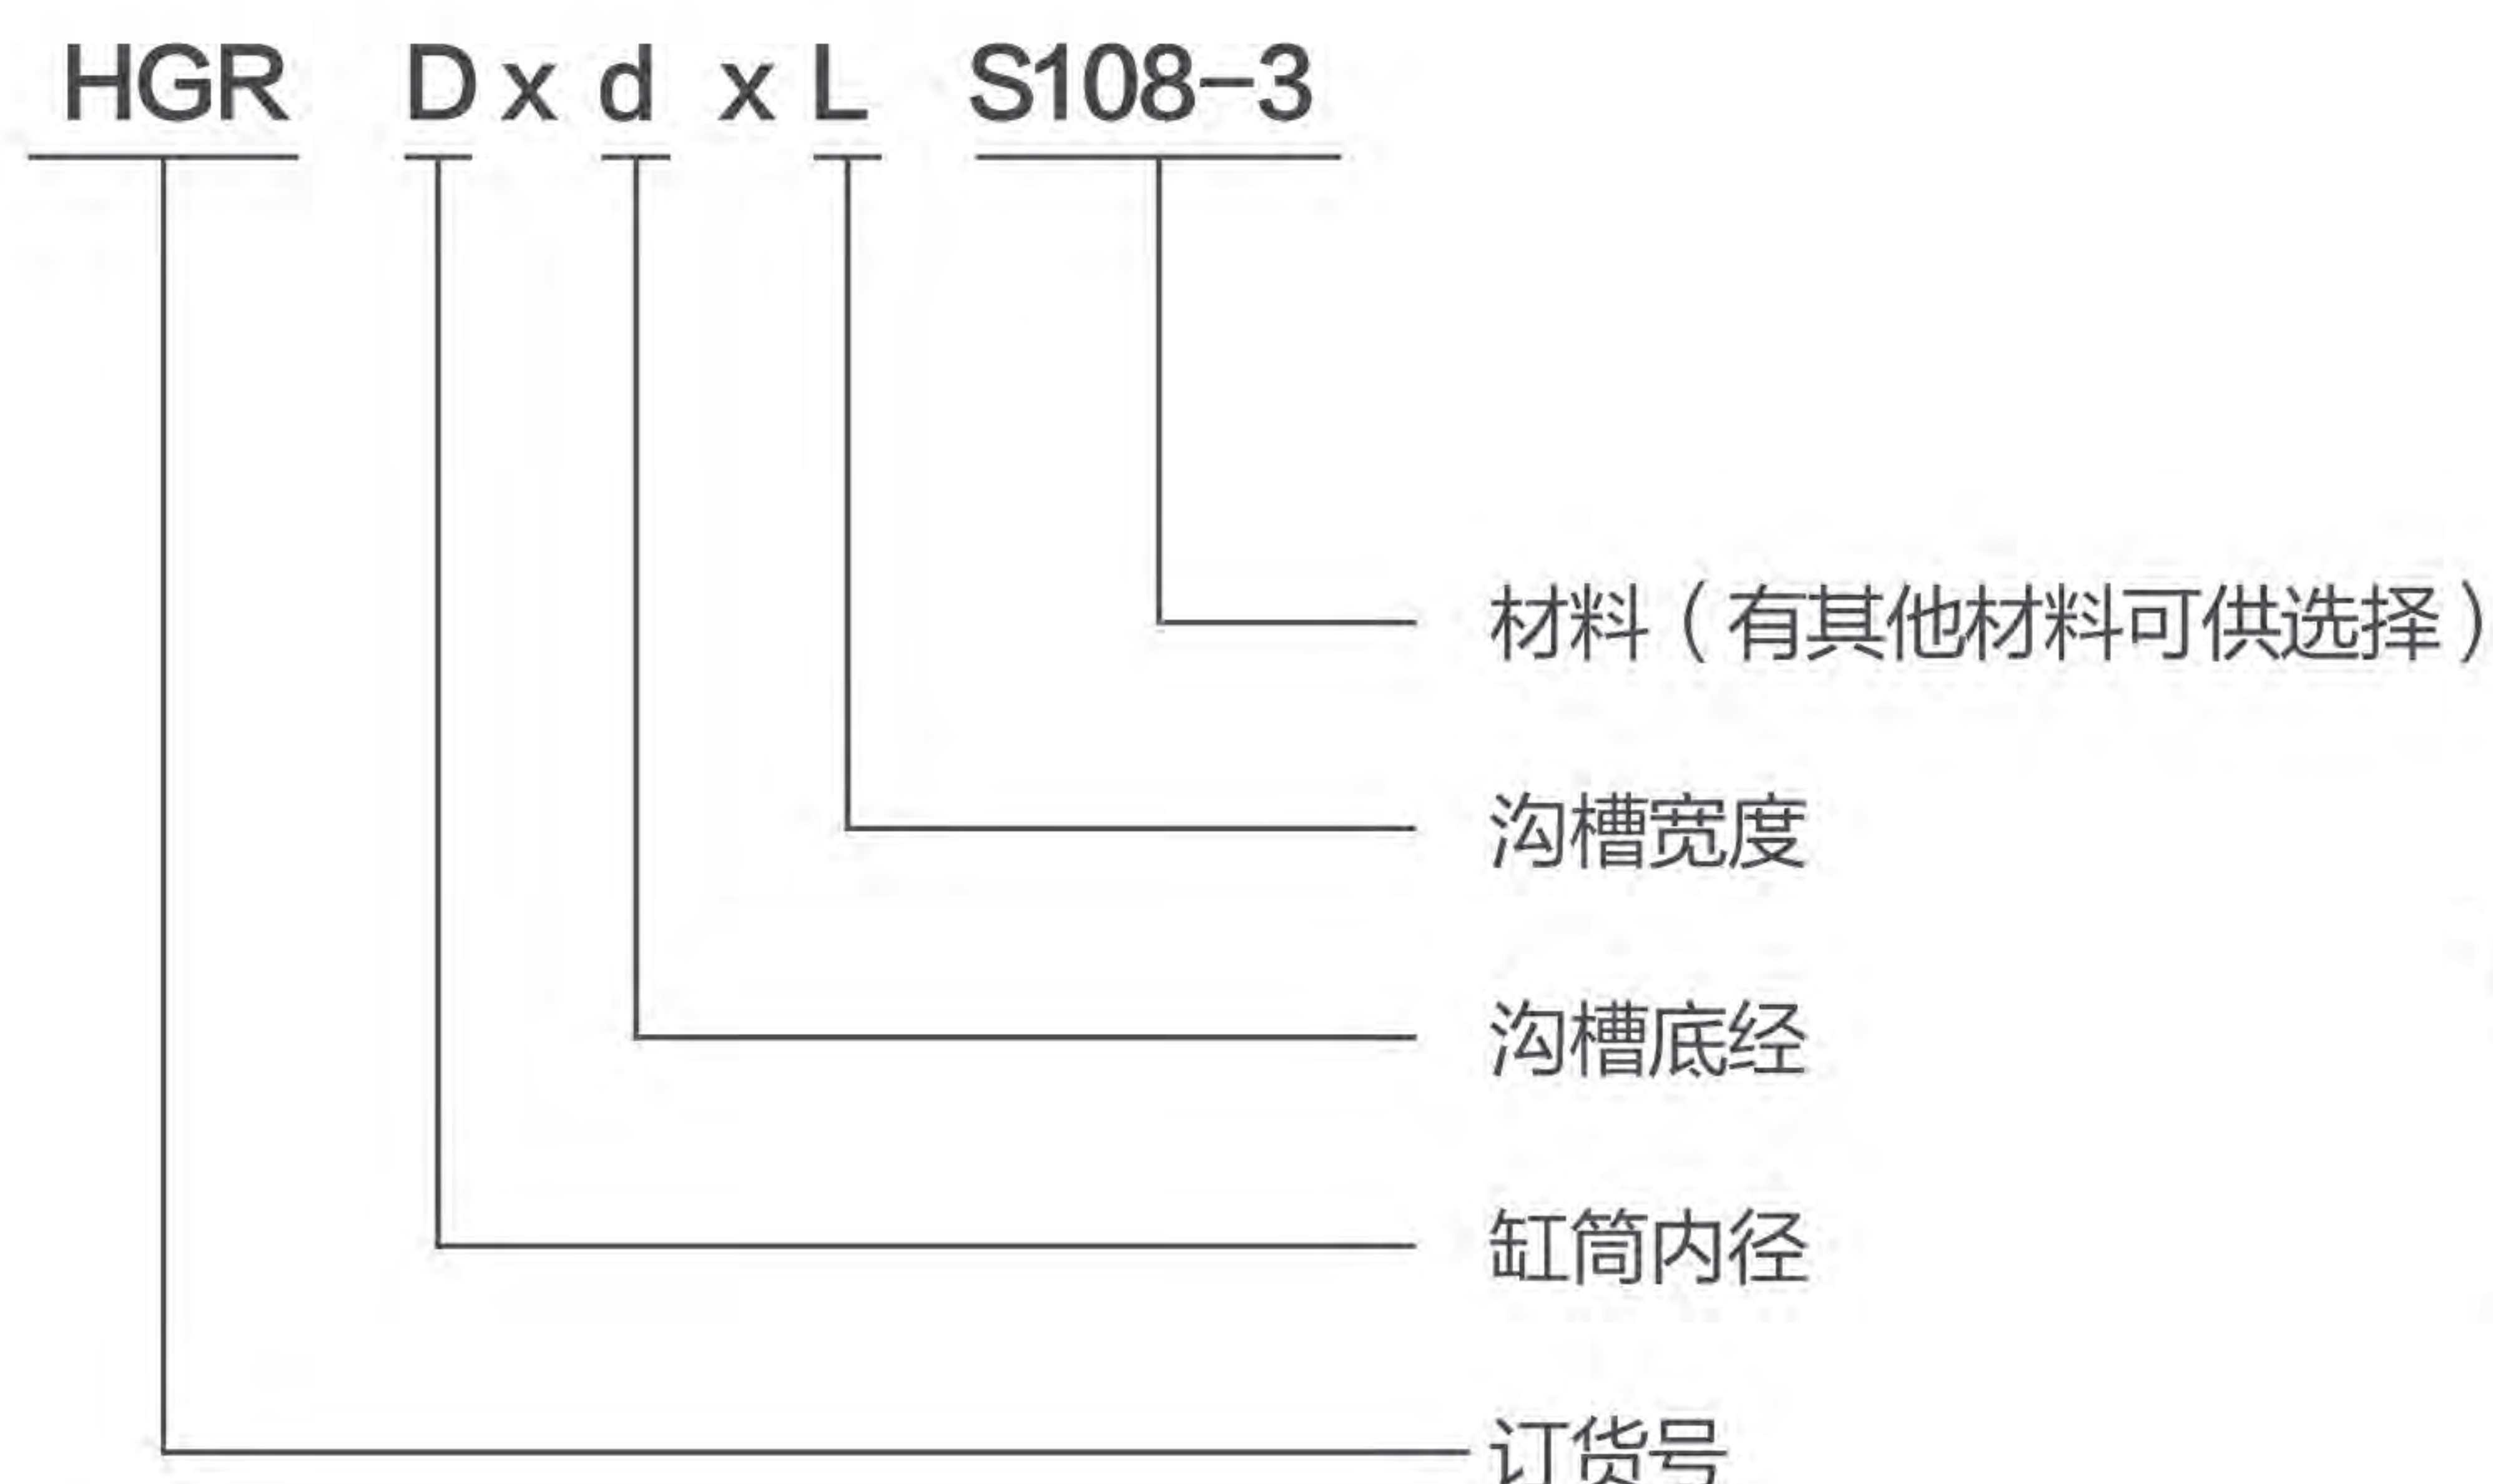 HGR D x d x L S108-3
材料（有其他材料可供选择）
沟槽宽度
沟槽底经
缸筒内径
订货号